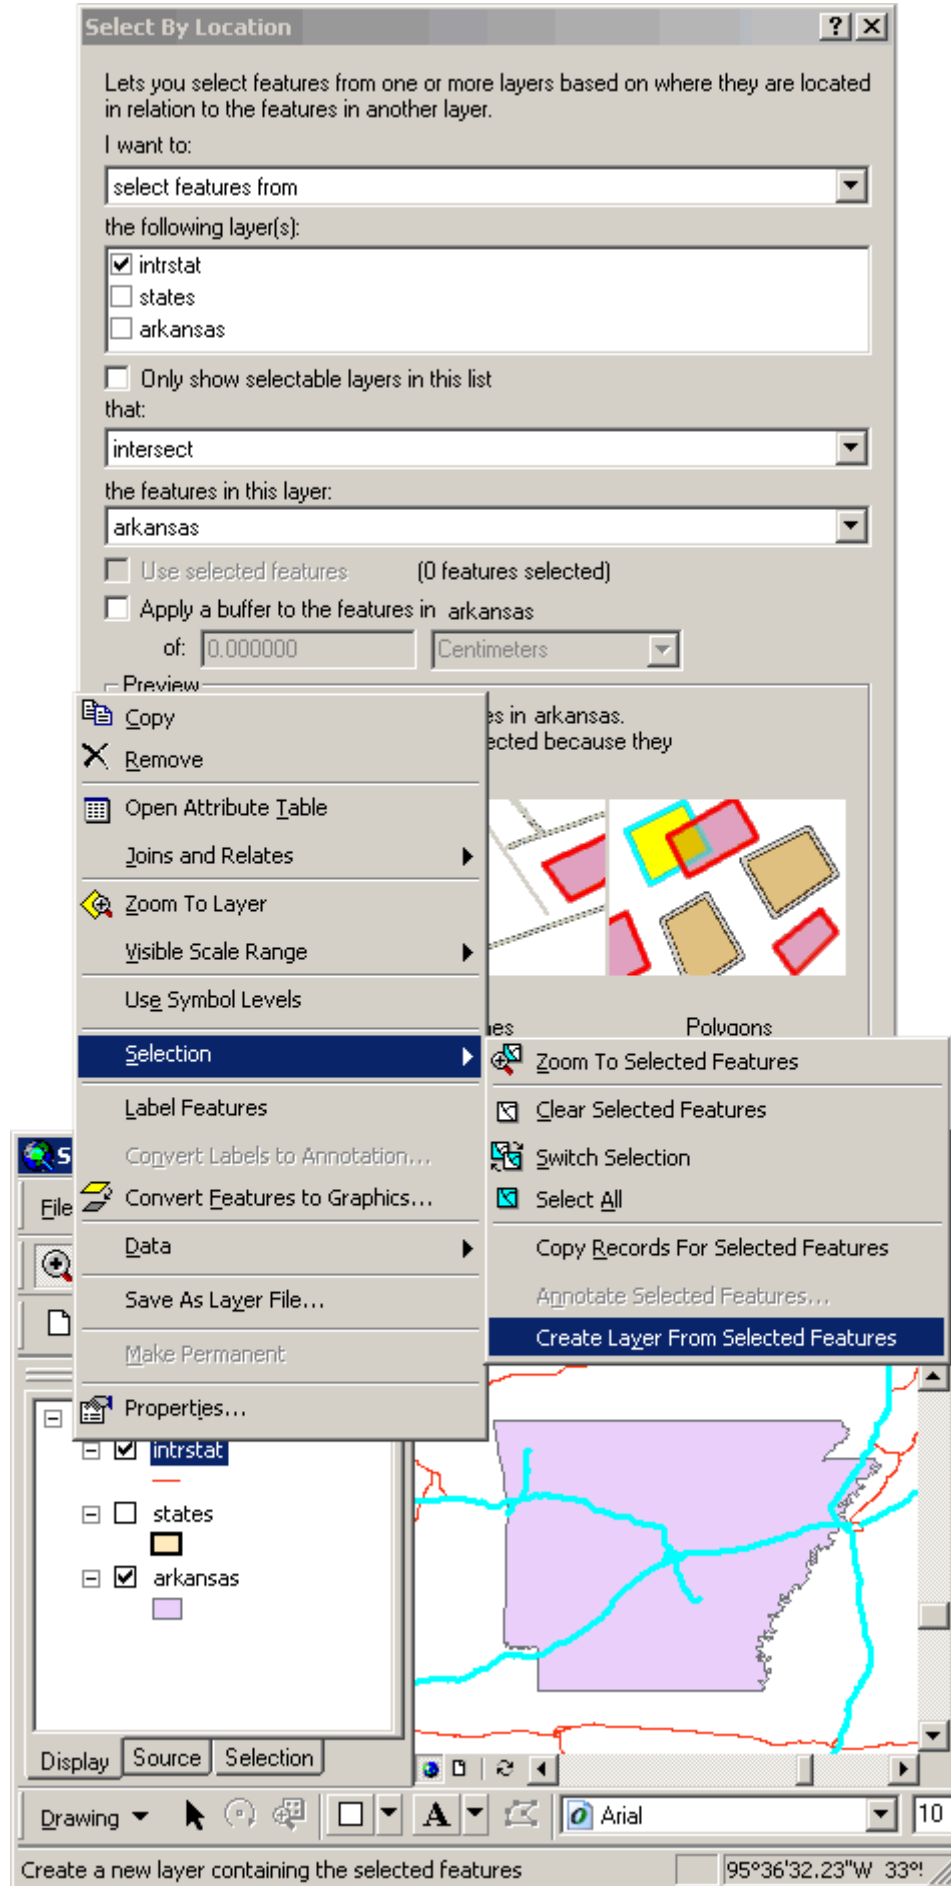 Select By Location
Lets you select features from one or more layers based on where they are located
in relation to the features in another layer.
I want to:
select features from
the following layer(s):
intrstat
states
arkansas
Only show selectable layers in this list
that:
intersect
the features in this layer:
arkansas
Use selected features (0 features selected)
Apply a buffer to the features in arkansas
of: 0.000000 Centimeters
Preview
es in arkansas.
ected because they
Polygons
Copy
Remove
Open Attribute Table
Joins and Relates
Zoom To Layer
Visible Scale Range
Use Symbol Levels
Selection
Label Features
Convert Labels to Annotation...
Convert Features to Graphics...
Data
Save As Layer File...
Make Permanent
Properties...
Zoom To Selected Features
Clear Selected Features
Switch Selection
Select All
Copy Records For Selected Features
Annotate Selected Features...
Create Layer From Selected Features
S
File
intrstat
states
arkansas
Display Source Selection
Drawing A Arial 10
Create a new layer containing the selected features 95°36'32.23"W 33°